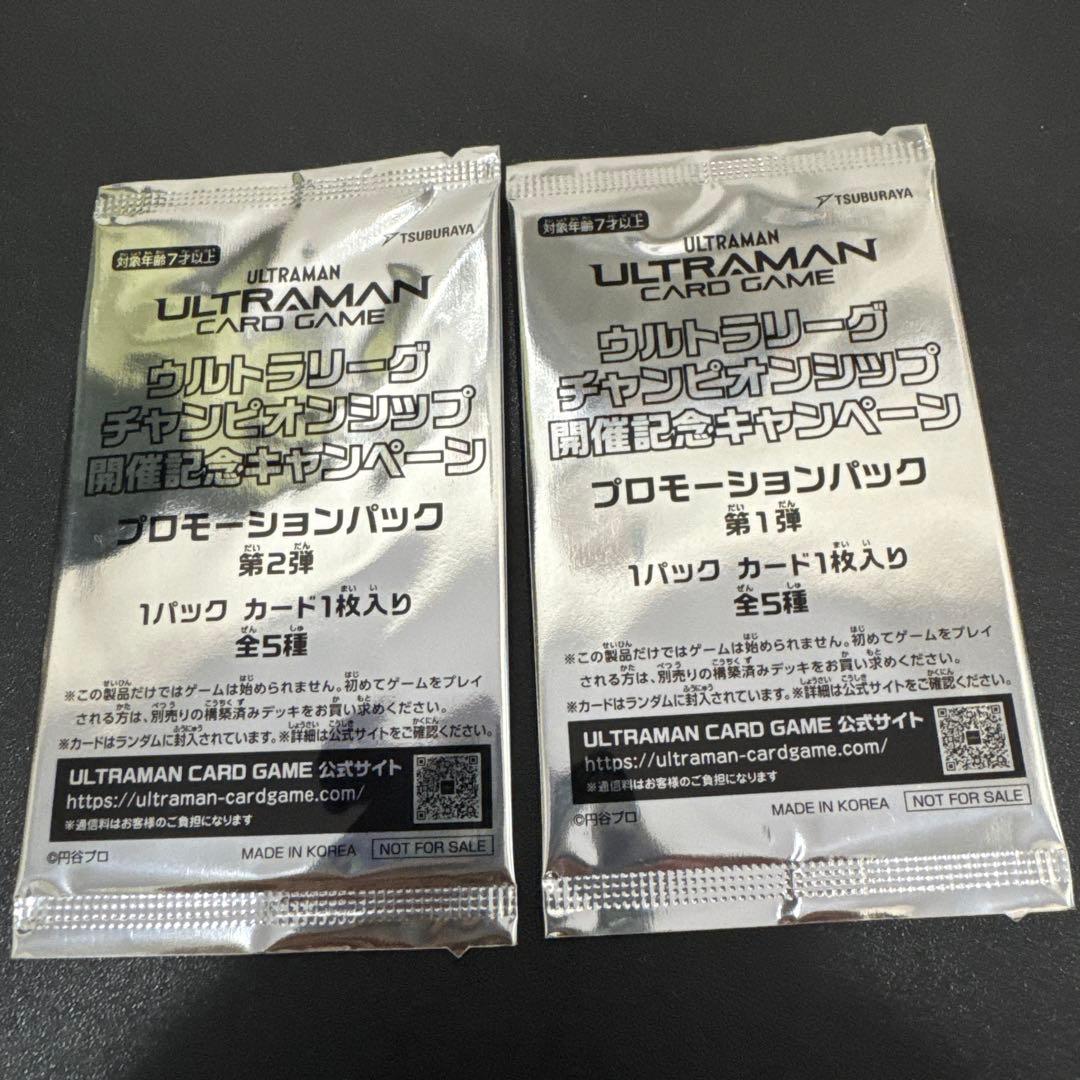 TSUBURAYA
対象年齢7才以上
ULTRAMAN
ULTRAMAN
CARD GAME
ウルトラリーグ
チャンピオンシップ
開催記念キャンペーン
プロモーションパック
第2弾
1パック カード1枚入り
全5種
※この製品だけではゲームは始められません。初めてゲームをプレイ
される方は、別売りの構築済みデッキをお買い求めください。
※カードはランダムに封入されています。※詳細は公式サイトをご確認ください。
ULTRAMAN CARD GAME 公式サイト
https://ultraman-cardgame.com/
※通信料はお客様のご負担になります
©円谷プロ MADE IN KOREA NOT FOR SALE
TSUBURAYA
対象年齢7才以上
ULTRAMAN
ULTRAMAN
CARD GAME
ウルトラリーグ
チャンピオンシップ
開催記念キャンペーン
プロモーションパック
第1弾
1パック カード1枚入り
全5種
※この製品だけではゲームは始められません。初めてゲームをプレイ
される方は、別売りの構築済みデッキをお買い求めください。
※カードはランダムに封入されています。※詳細は公式サイトをご確認ください。
ULTRAMAN CARD GAME 公式サイト
https://ultraman-cardgame.com/
※通信料はお客様のご負担になります
©円谷プロ MADE IN KOREA NOT FOR SALE